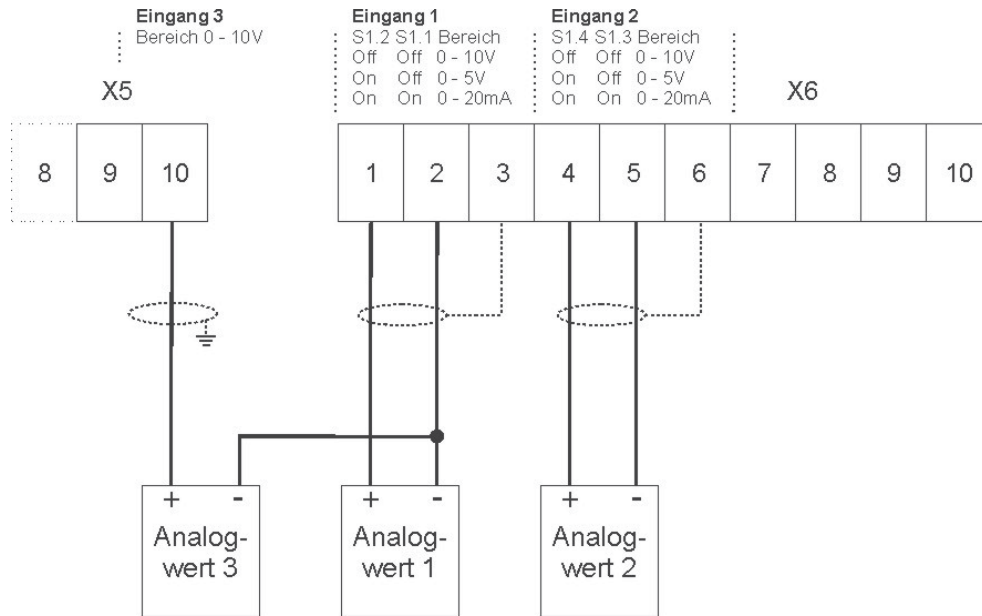 Eingang 3
Bereich 0 - 10V
Eingang 1
S1.2 S1.1 Bereich
Off Off 0 - 10V
On Off 0 - 5V
On On 0 - 20mA
Eingang 2
S1.4 S1.3 Bereich
Off Off 0 - 10V
On Off 0 - 5V
On On 0 - 20mA
X5
X6
8 9 10
1 2 3 4 5 6 7 8 9 10
+ -
Analog-
wert 3
+ -
Analog-
wert 1
+ -
Analog-
wert 2